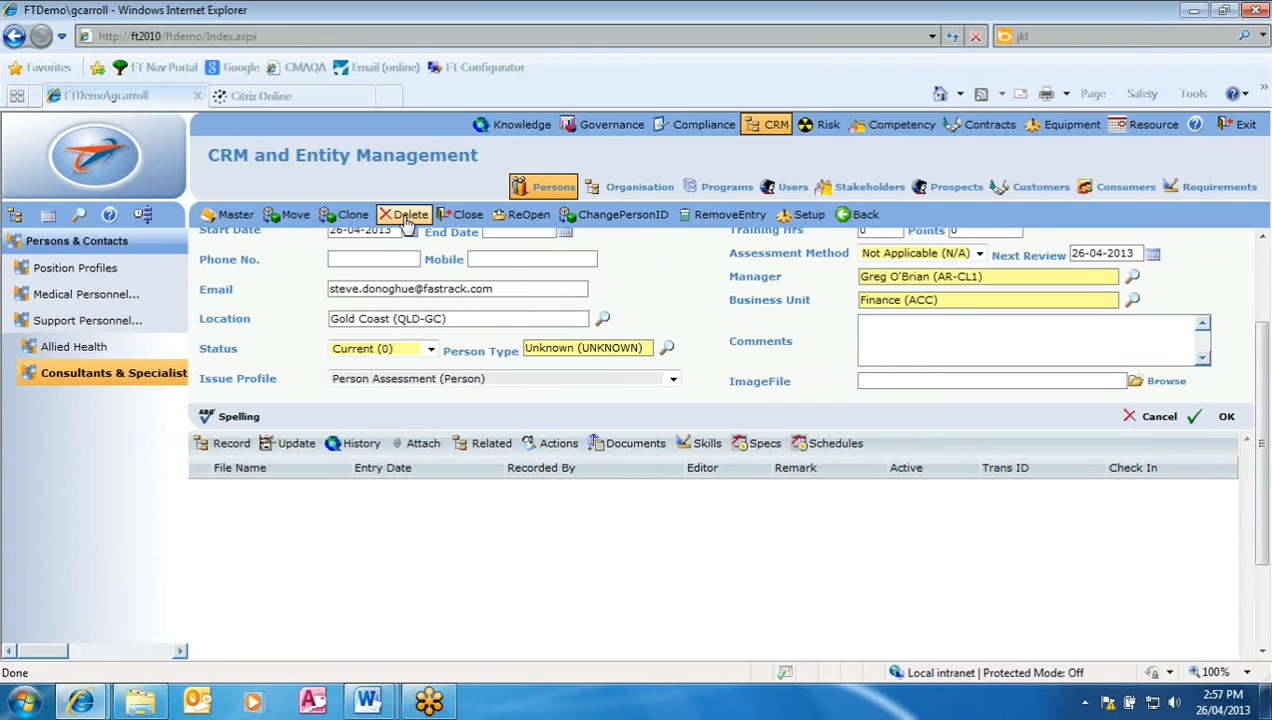 FTDemo\gcarroll - Windows Internet Explorer
http://ft2010/ftdemo/Index.aspx
jkl
Favorites FT Nav Portal Google CMAQA Email (online) FT Configurator
FTDemo\gcarroll Citrix Online Page Safety Tools
Knowledge Governance Compliance CRM Risk Competency Contracts Equipment Resource Exit
CRM and Entity Management
Persons Organisation Programs Users Stakeholders Prospects Customers Consumers Requirements
Master Move Clone Delete Close ReOpen ChangePersonID RemoveEntry Setup Back
Persons & Contacts
Position Profiles
Medical Personnel...
Support Personnel...
Allied Health
Consultants & Specialist
Start Date 26-04-2013 End Date Training Hrs 0 Points 0
Phone No. Mobile Assessment Method Not Applicable (N/A) Next Review 26-04-2013
Email steve.donoghue@fastrack.com Manager Greg O'Brian (AR-CL1)
Location Gold Coast (QLD-GC) Business Unit Finance (ACC)
Status Current (0) Person Type Unknown (UNKNOWN) Comments
Issue Profile Person Assessment (Person) ImageFile Browse
ABC Spelling Cancel OK
Record Update History Attach Related Actions Documents Skills Specs Schedules
File Name Entry Date Recorded By Editor Remark Active Trans ID Check In
Done Local intranet | Protected Mode: Off 100%
2:57 PM
26/04/2013